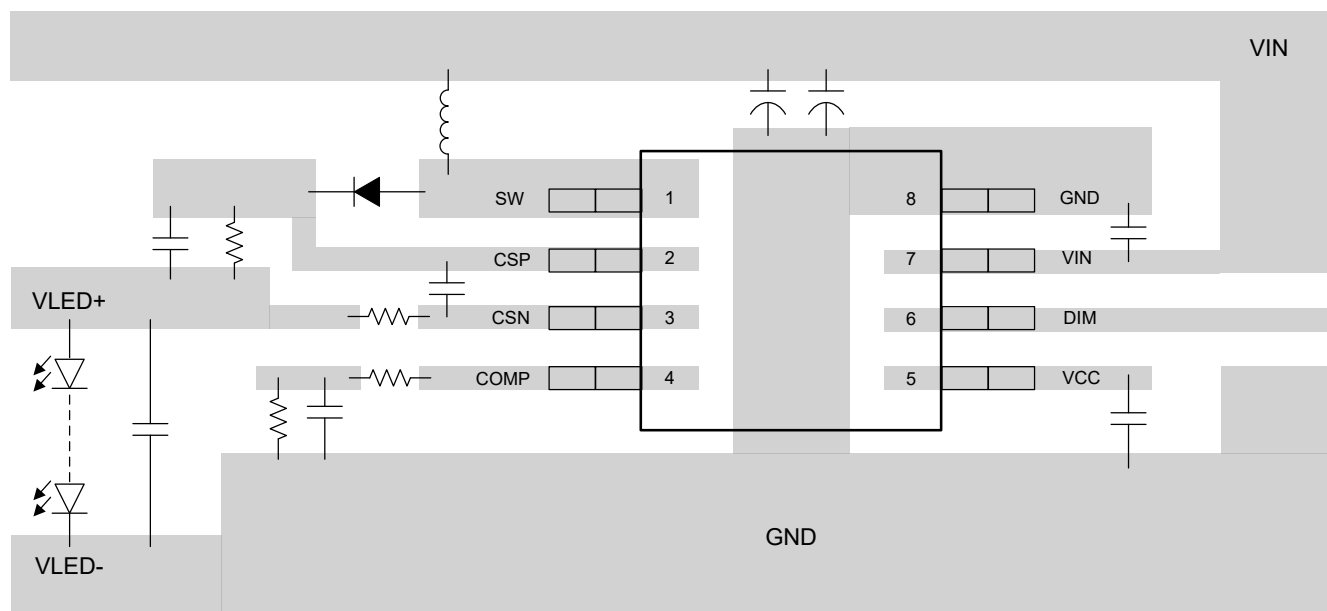 VIN
SW 1 8 GND
CSP 2 7 VIN
VLED+
CSN 3 6 DIM
COMP 4 5 VCC
GND
VLED-